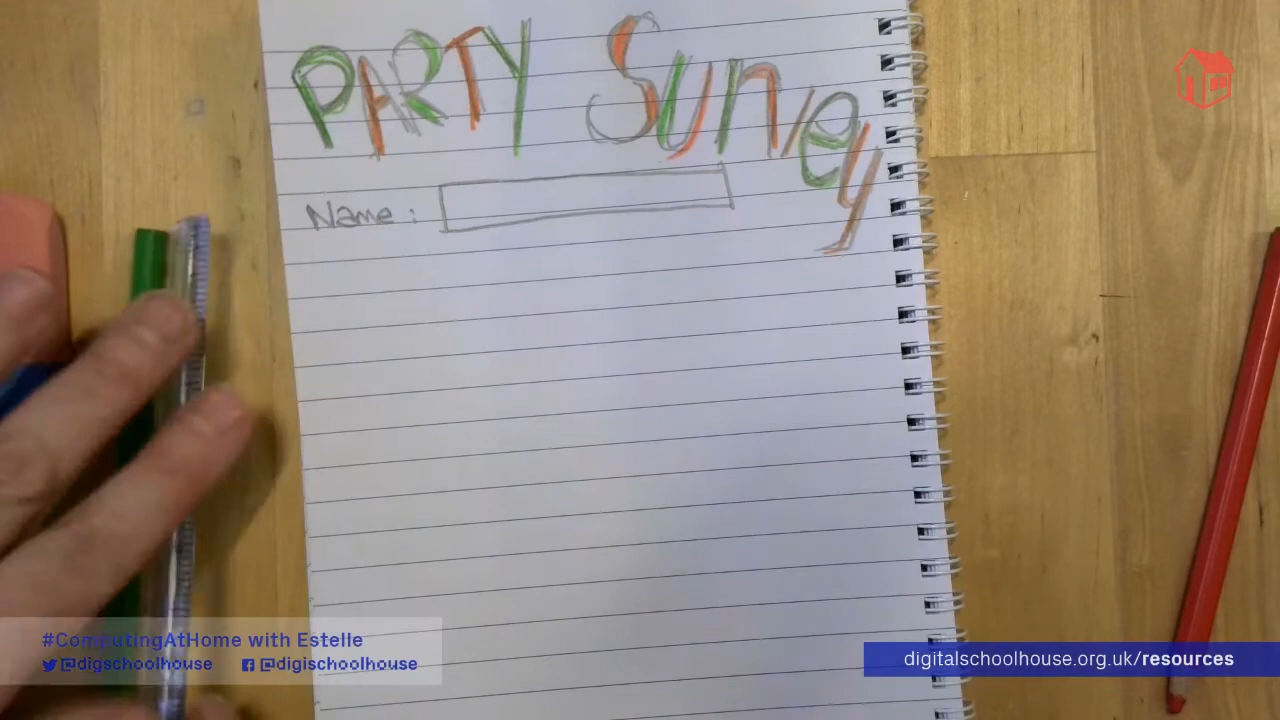 PARTY Survey
Name:
#ComputingAtHome with Estelle
@digschoolhouse @digischoolhouse
digitalschoolhouse.org.uk/resources